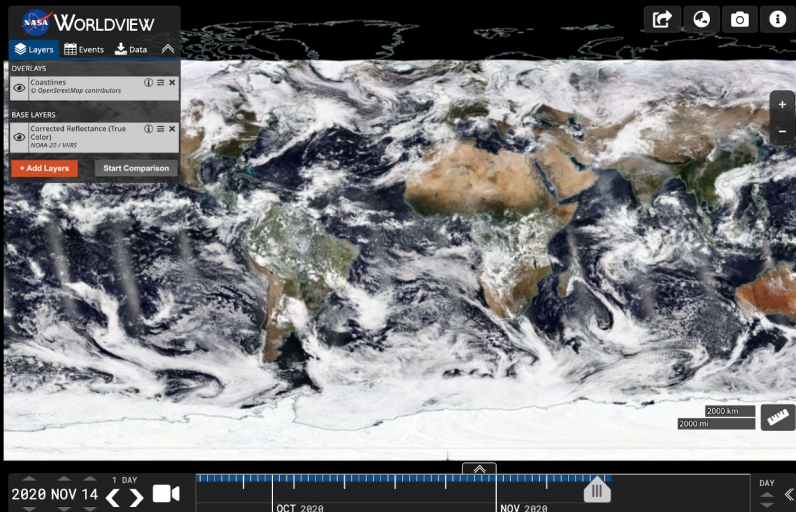 NASA WORLDVIEW
Layers Events Data
OVERLAYS
Coastlines
© OpenStreetMap contributors
BASE LAYERS
Corrected Reflectance (True
Color)
NOAA-20 / VIIRS
+ Add Layers Start Comparison
+
−
2000 km
2000 mi
1 DAY
2020 NOV 14
OCT 2020
NOV 2020
DAY